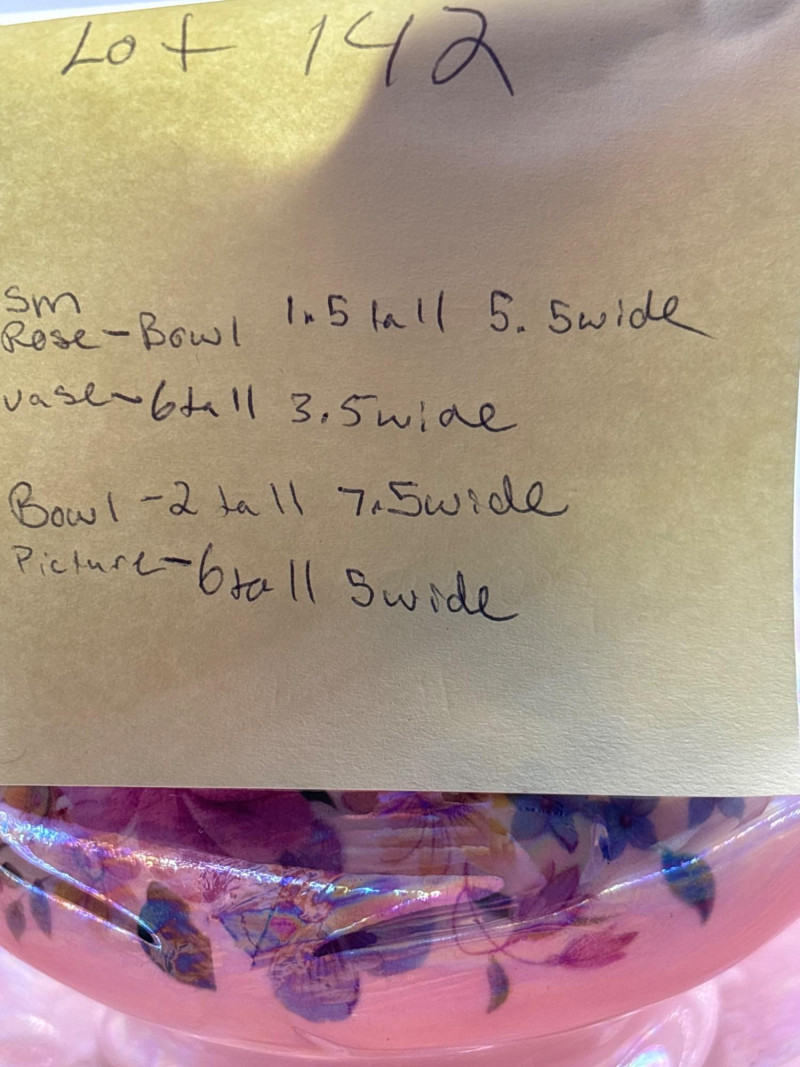 Lot 142
Sm
Rose-Bowl 1.5 tall 5.5wide
vase-6tall 3.5wide
Bowl-2 tall 7.5wide
Picture-6tall 5wide